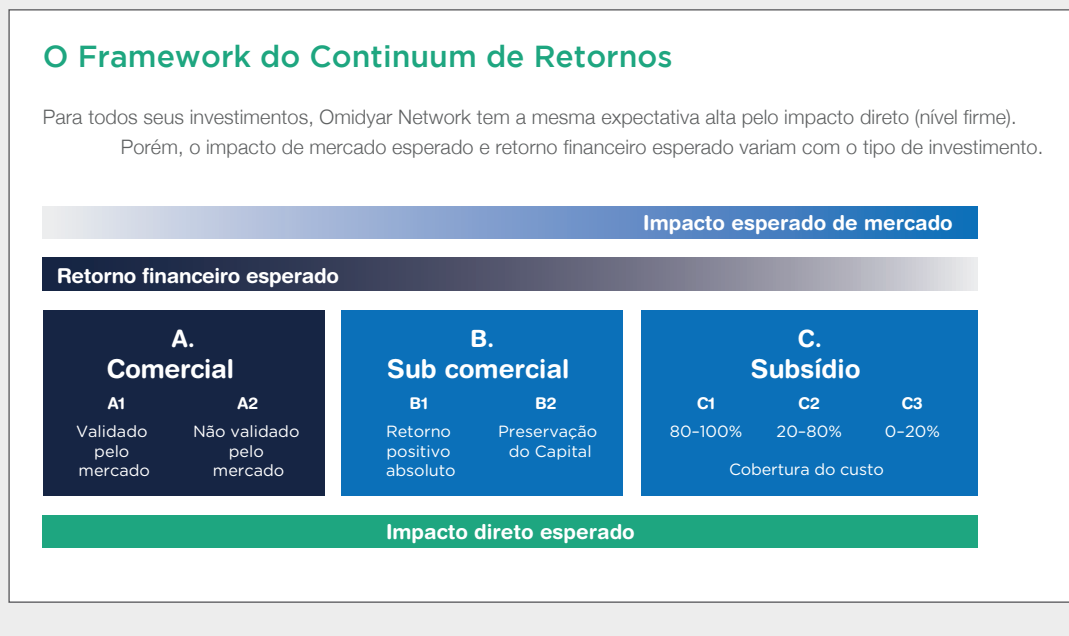 O Framework do Continuum de Retornos
Para todos seus investimentos, Omidyar Network tem a mesma expectativa alta pelo impacto direto (nível firme).
Porém, o impacto de mercado esperado e retorno financeiro esperado variam com o tipo de investimento.
Impacto esperado de mercado
Retorno financeiro esperado
A.
Comercial
A1
Validado
pelo
mercado
A2
Não validado
pelo
mercado
B.
Sub comercial
B1
Retorno
positivo
absoluto
B2
Preservação
do Capital
C.
Subsídio
C1
80–100%
C2
20–80%
C3
0–20%
Cobertura do custo
Impacto direto esperado